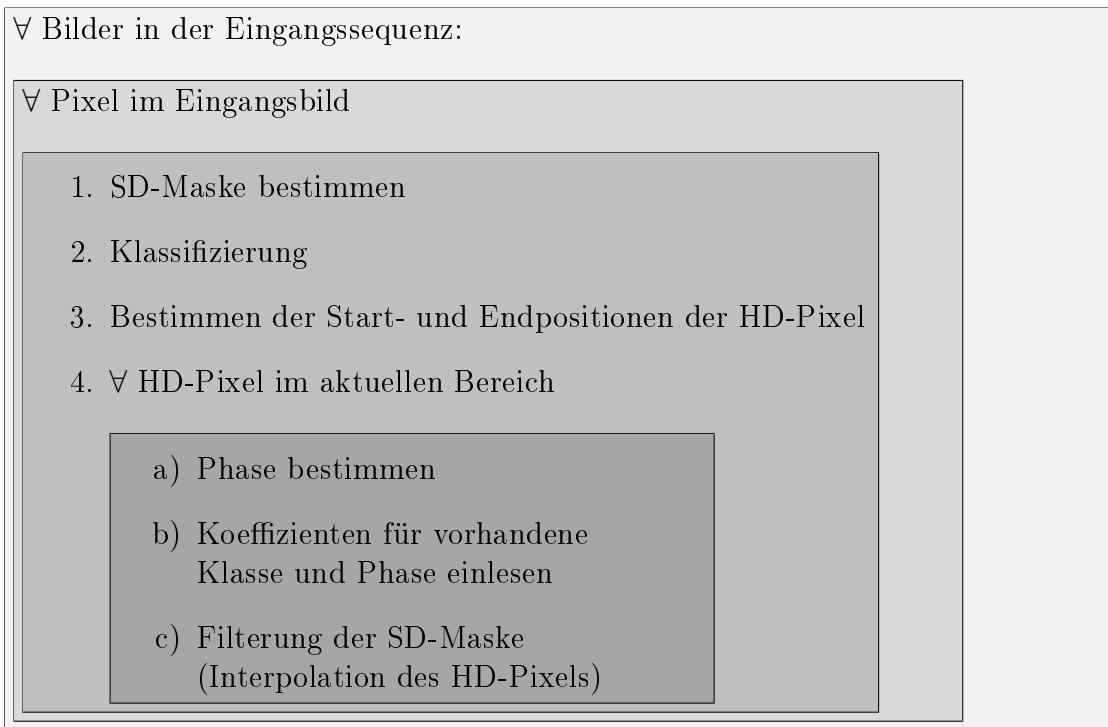 ∀ Bilder in der Eingangssequenz:
∀ Pixel im Eingangsbild
1. SD-Maske bestimmen
2. Klassifizierung
3. Bestimmen der Start- und Endpositionen der HD-Pixel
4. ∀ HD-Pixel im aktuellen Bereich
a) Phase bestimmen
b) Koeffizienten für vorhandene
Klasse und Phase einlesen
c) Filterung der SD-Maske
(Interpolation des HD-Pixels)